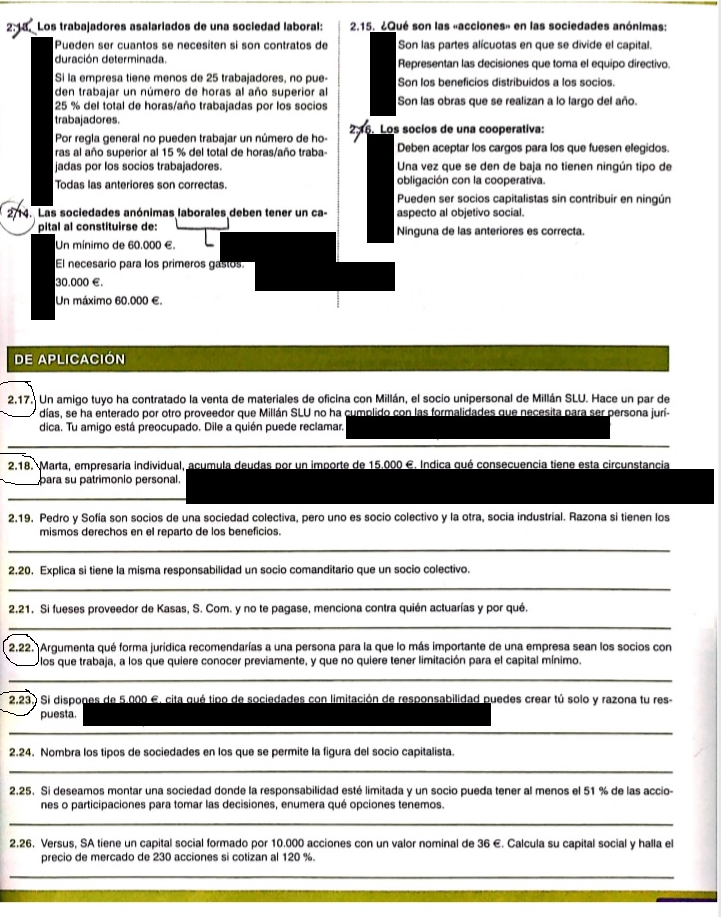 2.13. Los trabajadores asalariados de una sociedad laboral:
Pueden ser cuantos se necesiten si son contratos de
duración determinada.
Si la empresa tiene menos de 25 trabajadores, no pue-
den trabajar un número de horas al año superior al
25 % del total de horas/año trabajadas por los socios
trabajadores.
Por regla general no pueden trabajar un número de ho-
ras al año superior al 15 % del total de horas/año traba-
jadas por los socios trabajadores.
Todas las anteriores son correctas.
2.14. Las sociedades anónimas laborales deben tener un ca-
pital al constituirse de:
Un mínimo de 60.000 €.
El necesario para los primeros gastos.
30.000 €.
Un máximo 60.000 €.
2.15. ¿Qué son las «acciones» en las sociedades anónimas:
Son las partes alícuotas en que se divide el capital.
Representan las decisiones que toma el equipo directivo.
Son los beneficios distribuidos a los socios.
Son las obras que se realizan a lo largo del año.
2.16. Los socios de una cooperativa:
Deben aceptar los cargos para los que fuesen elegidos.
Una vez que se den de baja no tienen ningún tipo de
obligación con la cooperativa.
Pueden ser socios capitalistas sin contribuir en ningún
aspecto al objetivo social.
Ninguna de las anteriores es correcta.
DE APLICACIÓN
2.17. Un amigo tuyo ha contratado la venta de materiales de oficina con Millán, el socio unipersonal de Millán SLU. Hace un par de
días, se ha enterado por otro proveedor que Millán SLU no ha cumplido con las formalidades que necesita para ser persona jurí-
dica. Tu amigo está preocupado. Dile a quién puede reclamar.
2.18. Marta, empresaria individual, acumula deudas por un importe de 15.000 €. Indica qué consecuencia tiene esta circunstancia
para su patrimonio personal.
2.19. Pedro y Sofía son socios de una sociedad colectiva, pero uno es socio colectivo y la otra, socia industrial. Razona si tienen los
mismos derechos en el reparto de los beneficios.
2.20. Explica si tiene la misma responsabilidad un socio comanditario que un socio colectivo.
2.21. Si fueses proveedor de Kasas, S. Com. y no te pagase, menciona contra quién actuarías y por qué.
2.22. Argumenta qué forma jurídica recomendarías a una persona para la que lo más importante de una empresa sean los socios con
los que trabaja, a los que quiere conocer previamente, y que no quiere tener limitación para el capital mínimo.
2.23. Si dispones de 5.000 €, cita qué tipo de sociedades con limitación de responsabilidad puedes crear tú solo y razona tu res-
puesta.
2.24. Nombra los tipos de sociedades en los que se permite la figura del socio capitalista.
2.25. Si deseamos montar una sociedad donde la responsabilidad esté limitada y un socio pueda tener al menos el 51 % de las accio-
nes o participaciones para tomar las decisiones, enumera qué opciones tenemos.
2.26. Versus, SA tiene un capital social formado por 10.000 acciones con un valor nominal de 36 €. Calcula su capital social y halla el
precio de mercado de 230 acciones si cotizan al 120 %.